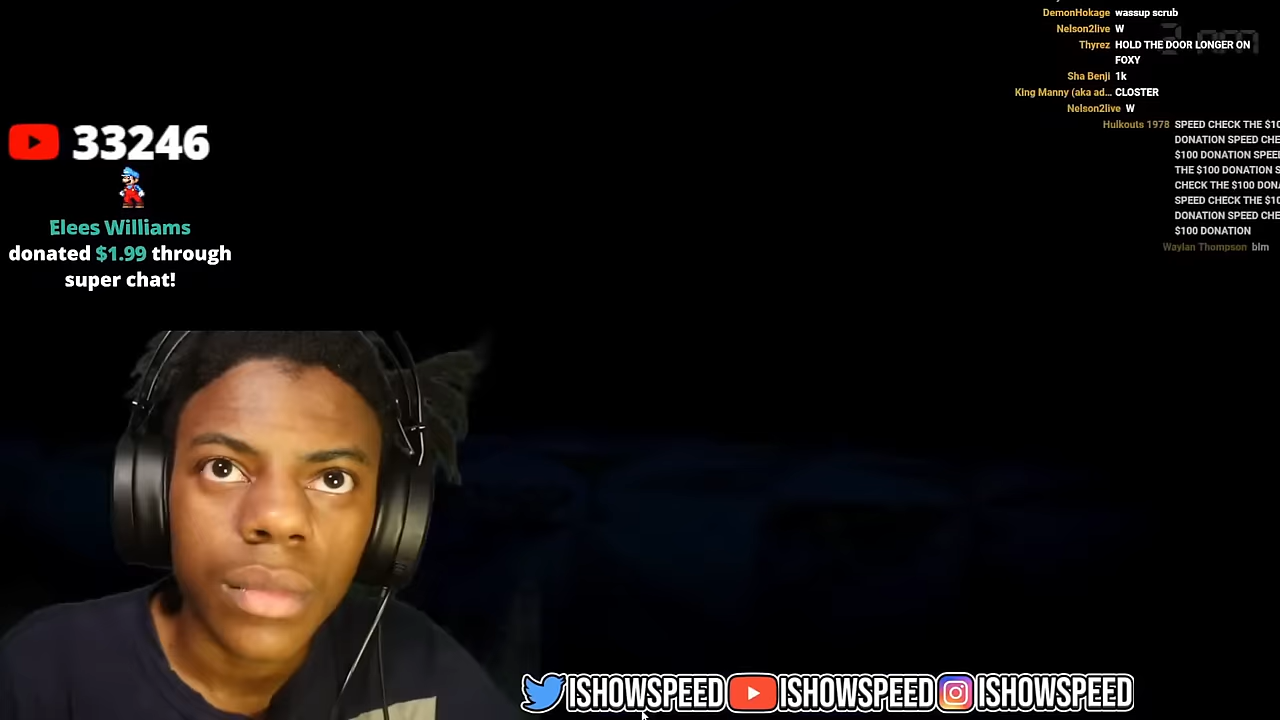 DemonHokage wassup scrub
Nelson2live W
Thyrez HOLD THE DOOR LONGER ON
FOXY
Sha Benji 1k
King Manny (aka ad... CLOSTER
Nelson2live W
Hulkouts 1978 SPEED CHECK THE $10
DONATION SPEED CHE
$100 DONATION SPEE
THE $100 DONATION S
CHECK THE $100 DONA
SPEED CHECK THE $10
DONATION SPEED CHE
$100 DONATION
Waylan Thompson blm
33246
Elees Williams
donated $1.99 through
super chat!
ISHOWSPEED ISHOWSPEED ISHOWSPEED